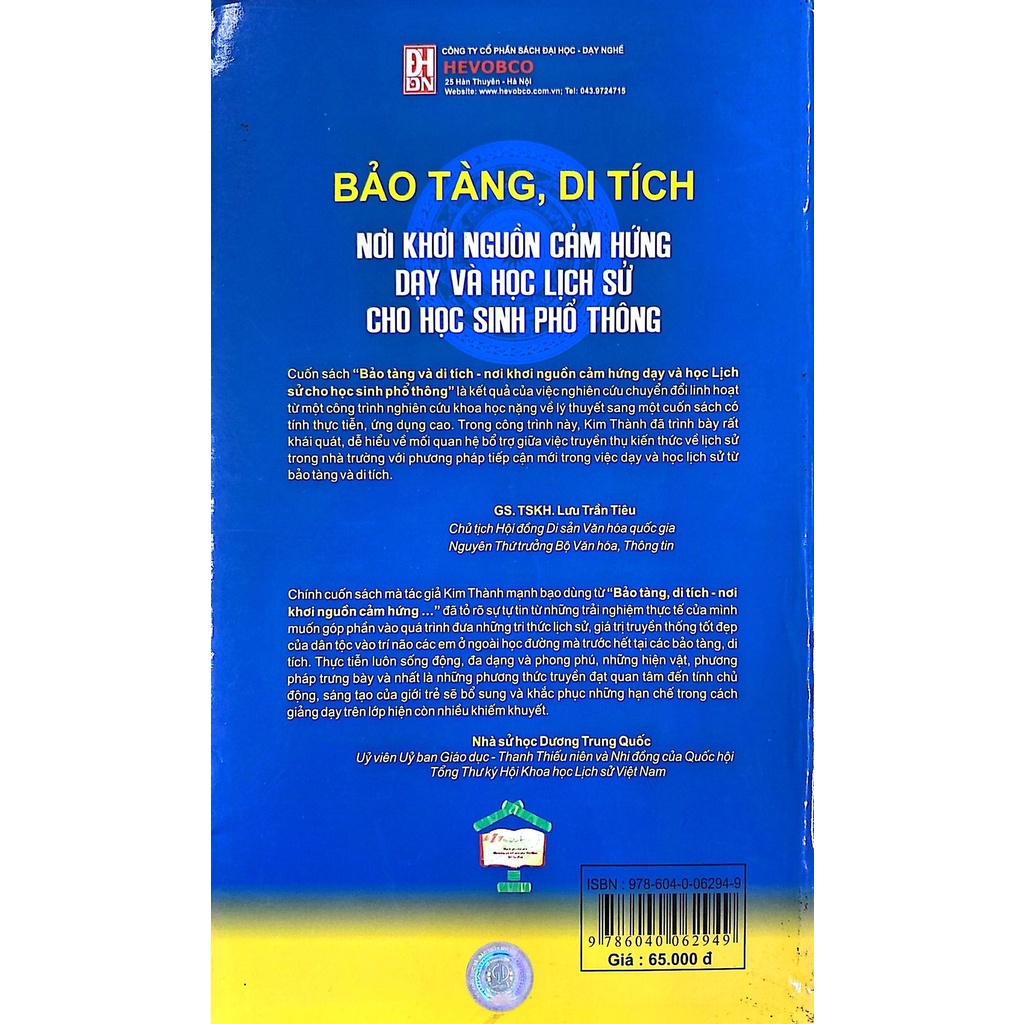 ĐH
DN
CÔNG TY CỔ PHẦN SÁCH ĐẠI HỌC - DẠY NGHỀ
HEVOBCO
25 Hàn Thuyên - Hà Nội
Website: www.hevobco.com.vn; Tel: 043.9724715
BẢO TÀNG, DI TÍCH
NƠI KHƠI NGUỒN CẢM HỨNG
DẠY VÀ HỌC LỊCH SỬ
CHO HỌC SINH PHỔ THÔNG
Cuốn sách “Bảo tàng và di tích - nơi khơi nguồn cảm hứng dạy và học Lịch
sử cho học sinh phổ thông” là kết quả của việc nghiên cứu chuyển đổi linh hoạt
từ một công trình nghiên cứu khoa học nặng về lý thuyết sang một cuốn sách có
tính thực tiễn, ứng dụng cao. Trong công trình này, Kim Thành đã trình bày rất
khái quát, dễ hiểu về mối quan hệ bổ trợ giữa việc truyền thụ kiến thức về lịch sử
trong nhà trường với phương pháp tiếp cận mới trong việc dạy và học lịch sử từ
bảo tàng và di tích.
GS. TSKH. Lưu Trần Tiêu
Chủ tịch Hội đồng Di sản Văn hóa quốc gia
Nguyên Thứ trưởng Bộ Văn hóa, Thông tin
Chính cuốn sách mà tác giả Kim Thành mạnh bạo dùng từ “Bảo tàng, di tích - nơi
khơi nguồn cảm hứng ...” đã tỏ rõ sự tự tin từ những trải nghiệm thực tế của mình
muốn góp phần vào quá trình đưa những tri thức lịch sử, giá trị truyền thống tốt đẹp
của dân tộc vào trí não các em ở ngoài học đường mà trước hết tại các bảo tàng, di
tích. Thực tiễn luôn sống động, đa dạng và phong phú, những hiện vật, phương
pháp trưng bày và nhất là những phương thức truyền đạt quan tâm đến tính chủ
động, sáng tạo của giới trẻ sẽ bổ sung và khắc phục những hạn chế trong cách
giảng dạy trên lớp hiện còn nhiều khiếm khuyết.
Nhà sử học Dương Trung Quốc
Uỷ viên Uỷ ban Giáo dục - Thanh Thiếu niên và Nhi đồng của Quốc hội
Tổng Thư ký Hội Khoa học Lịch sử Việt Nam
ISBN : 978-604-0-06294-9
9 786040 062949
Giá : 65.000 đ